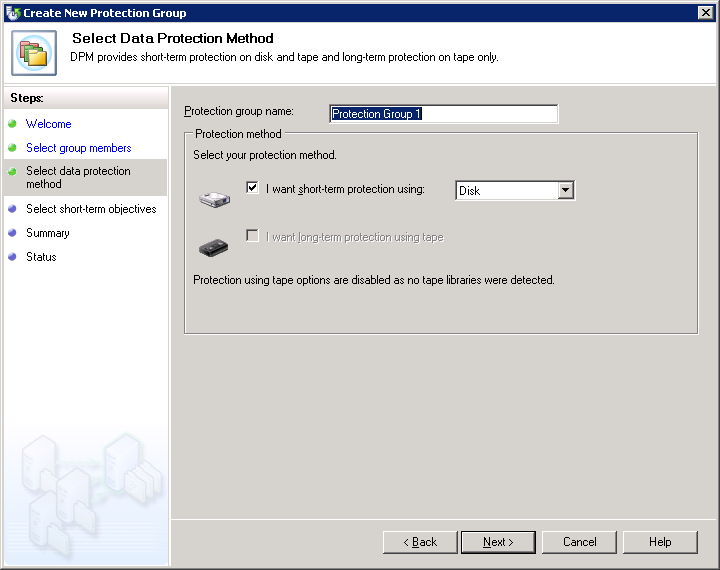 Create New Protection Group
Select Data Protection Method
DPM provides short-term protection on disk and tape and long-term protection on tape only.
Steps:
Welcome
Select group members
Select data protection
method
Select short-term objectives
Summary
Status
Protection group name:
Protection Group 1
Protection method
Select your protection method.
I want short-term protection using:
Disk
I want long-term protection using tape
Protection using tape options are disabled as no tape libraries were detected.
< Back
Next >
Cancel
Help